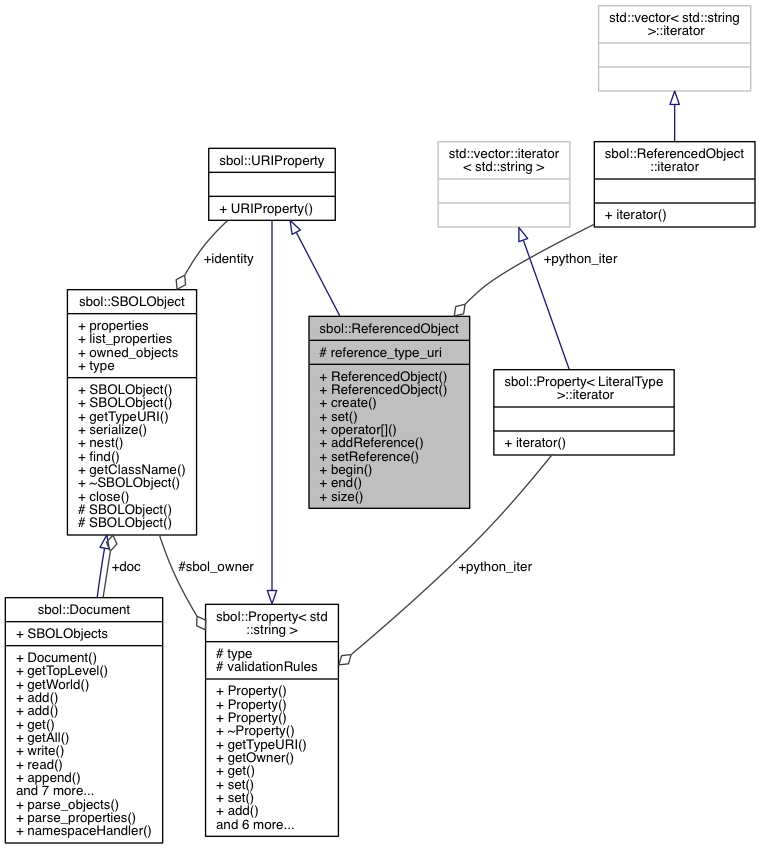 std::vector< std::string
>::iterator
sbol::URIProperty
+ URIProperty()
std::vector::iterator
< std::string >
sbol::ReferencedObject
::iterator
+ iterator()
+identity
+python_iter
sbol::SBOLObject
+ properties
+ list_properties
+ owned_objects
+ type
+ SBOLObject()
+ SBOLObject()
+ getTypeURI()
+ serialize()
+ nest()
+ find()
+ getClassName()
+ ~SBOLObject()
+ close()
# SBOLObject()
# SBOLObject()
sbol::ReferencedObject
# reference_type_uri
+ ReferencedObject()
+ ReferencedObject()
+ create()
+ set()
+ operator[]()
+ addReference()
+ setReference()
+ begin()
+ end()
+ size()
sbol::Property< LiteralType
>::iterator
+ iterator()
+doc
#sbol_owner
+python_iter
sbol::Document
+ SBOLObjects
+ Document()
+ getTopLevel()
+ getWorld()
+ add()
+ add()
+ get()
+ getAll()
+ write()
+ read()
+ append()
and 7 more...
+ parse_objects()
+ parse_properties()
+ namespaceHandler()
sbol::Property< std
::string >
# type
# validationRules
+ Property()
+ Property()
+ Property()
+ ~Property()
+ getTypeURI()
+ getOwner()
+ get()
+ set()
+ set()
+ add()
and 6 more...